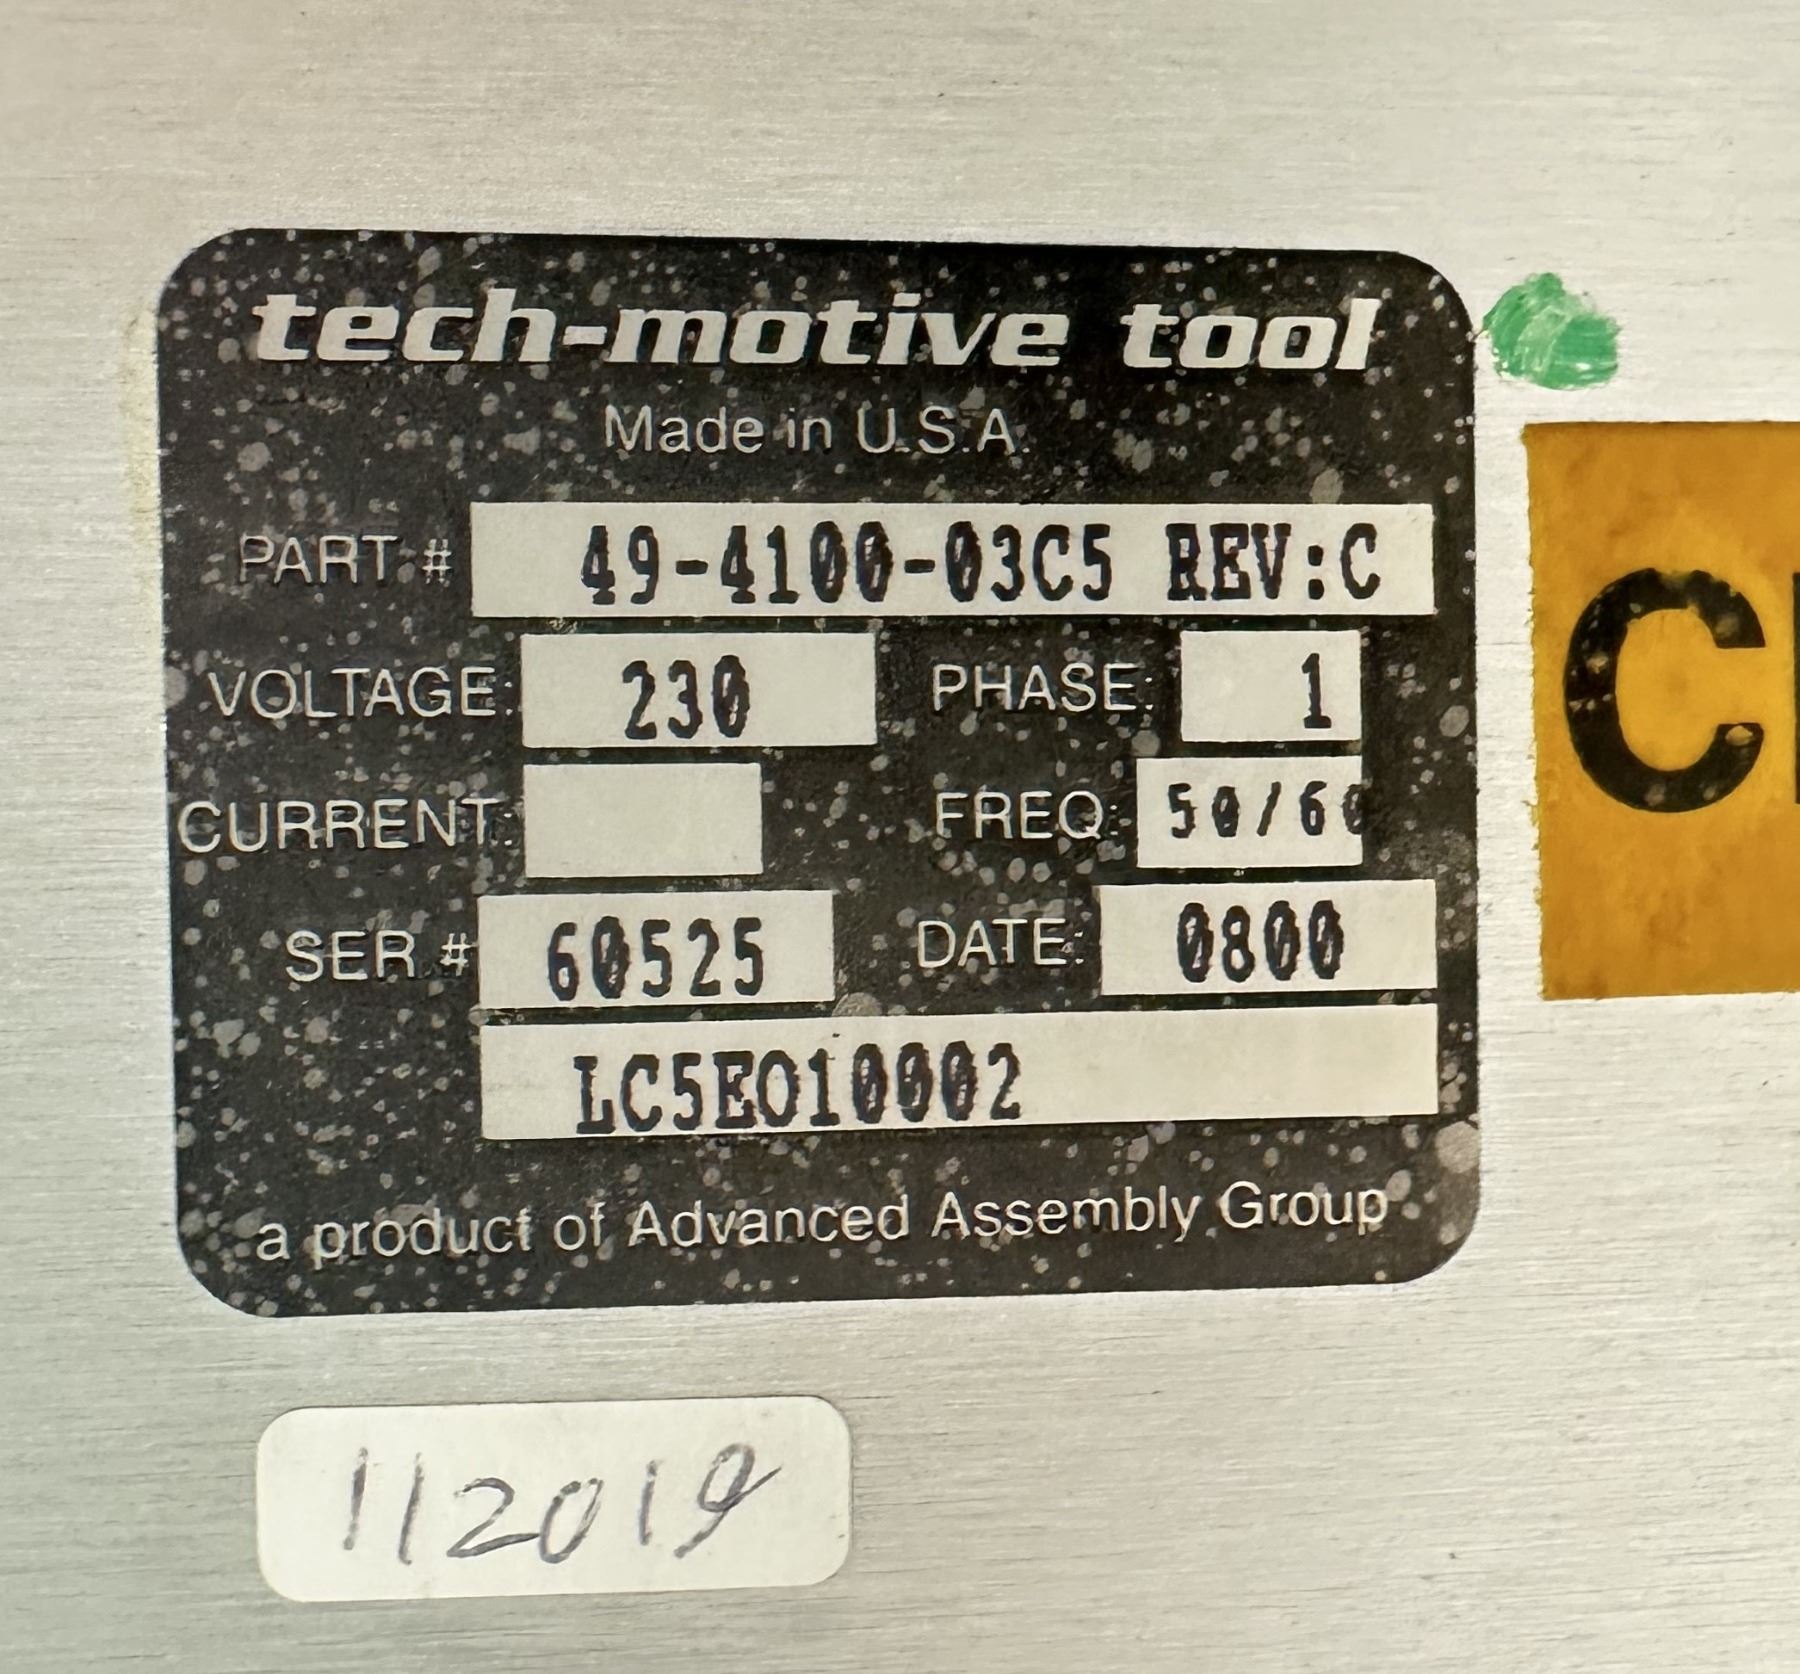 tech-motive tool
Made in U.S.A.
PART # 49-4100-03C5 REV:C
VOLTAGE: 230 PHASE: 1
CURRENT: FREQ: 50/60
SER # 60525 DATE: 0800
LC5EO10002
a product of Advanced Assembly Group
112019